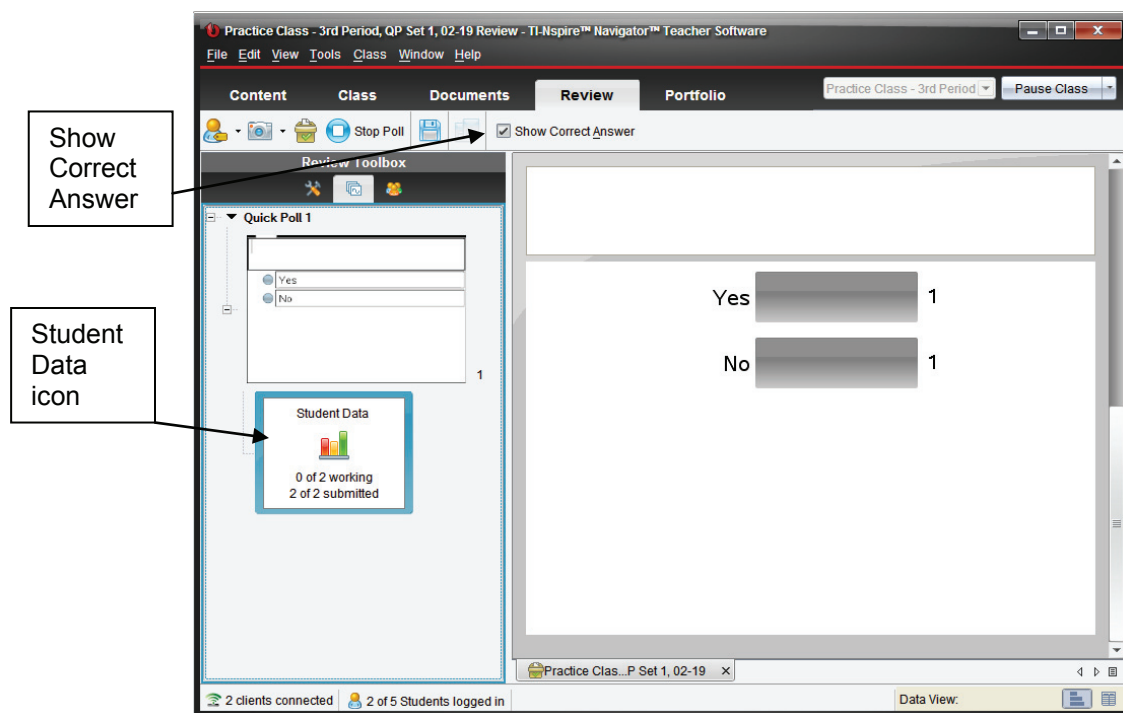 Practice Class - 3rd Period, QP Set 1, 02-19 Review - TI-Nspire™ Navigator™ Teacher Software
File Edit View Tools Class Window Help
Content Class Documents Review Portfolio Practice Class - 3rd Period Pause Class
Stop Poll Show Correct Answer
Show
Correct
Answer
Review Toolbox
Quick Poll 1
Yes
No
1
Student
Data
icon
Student Data
0 of 2 working
2 of 2 submitted
Yes 1
No 1
Practice Clas...P Set 1, 02-19 x
2 clients connected 2 of 5 Students logged in Data View: